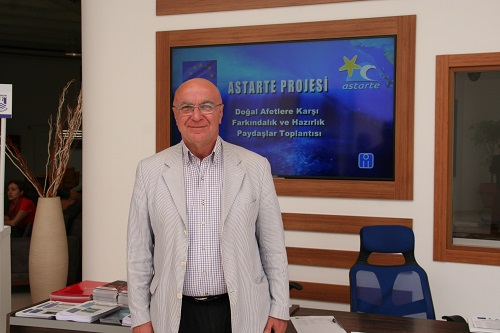 ASTARTE PROJESİ
astarte
Doğal Afetlere Karşı
Farkındalık ve Hazırlık
Paydaşlar Toplantısı